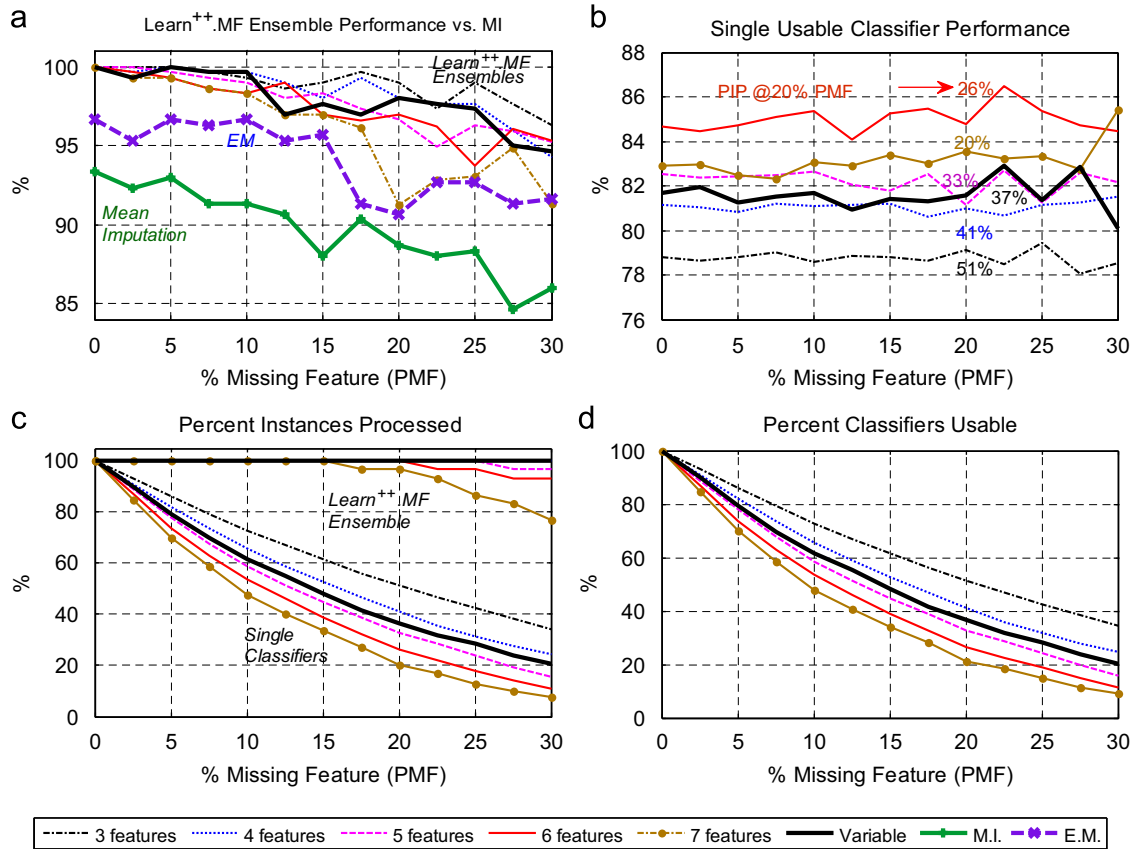 a
Learn++.MF Ensemble Performance vs. MI
100
95
90
85
%
Learn++.MF
Ensembles
EM
Mean
Imputation
0 5 10 15 20 25 30
% Missing Feature (PMF)
b
Single Usable Classifier Performance
88
86
84
82
80
78
76
%
PIP @20% PMF
26%
20%
33%
37%
41%
51%
0 5 10 15 20 25 30
% Missing Feature (PMF)
c
Percent Instances Processed
100
80
60
40
20
0
%
Learn++.MF
Ensemble
Single
Classifiers
0 5 10 15 20 25 30
% Missing Feature (PMF)
d
Percent Classifiers Usable
100
80
60
40
20
0
%
0 5 10 15 20 25 30
% Missing Feature (PMF)
3 features 4 features 5 features 6 features 7 features Variable M.I. E.M.